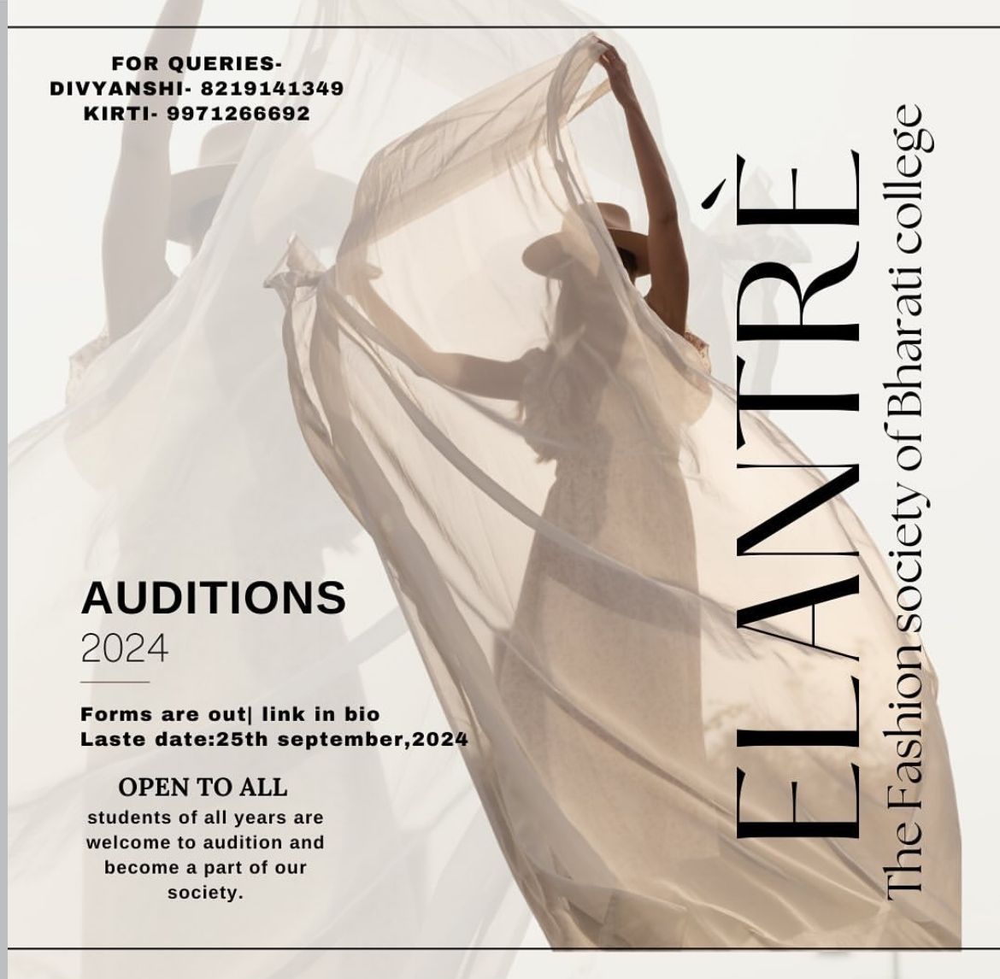 FOR QUERIES-
DIVYANSHI- 8219141349
KIRTI- 9971266692
ELANTRÈ
The Fashion society of Bharati college
AUDITIONS
2024
Forms are out| link in bio
Laste date:25th september,2024
OPEN TO ALL
students of all years are
welcome to audition and
become a part of our
society.